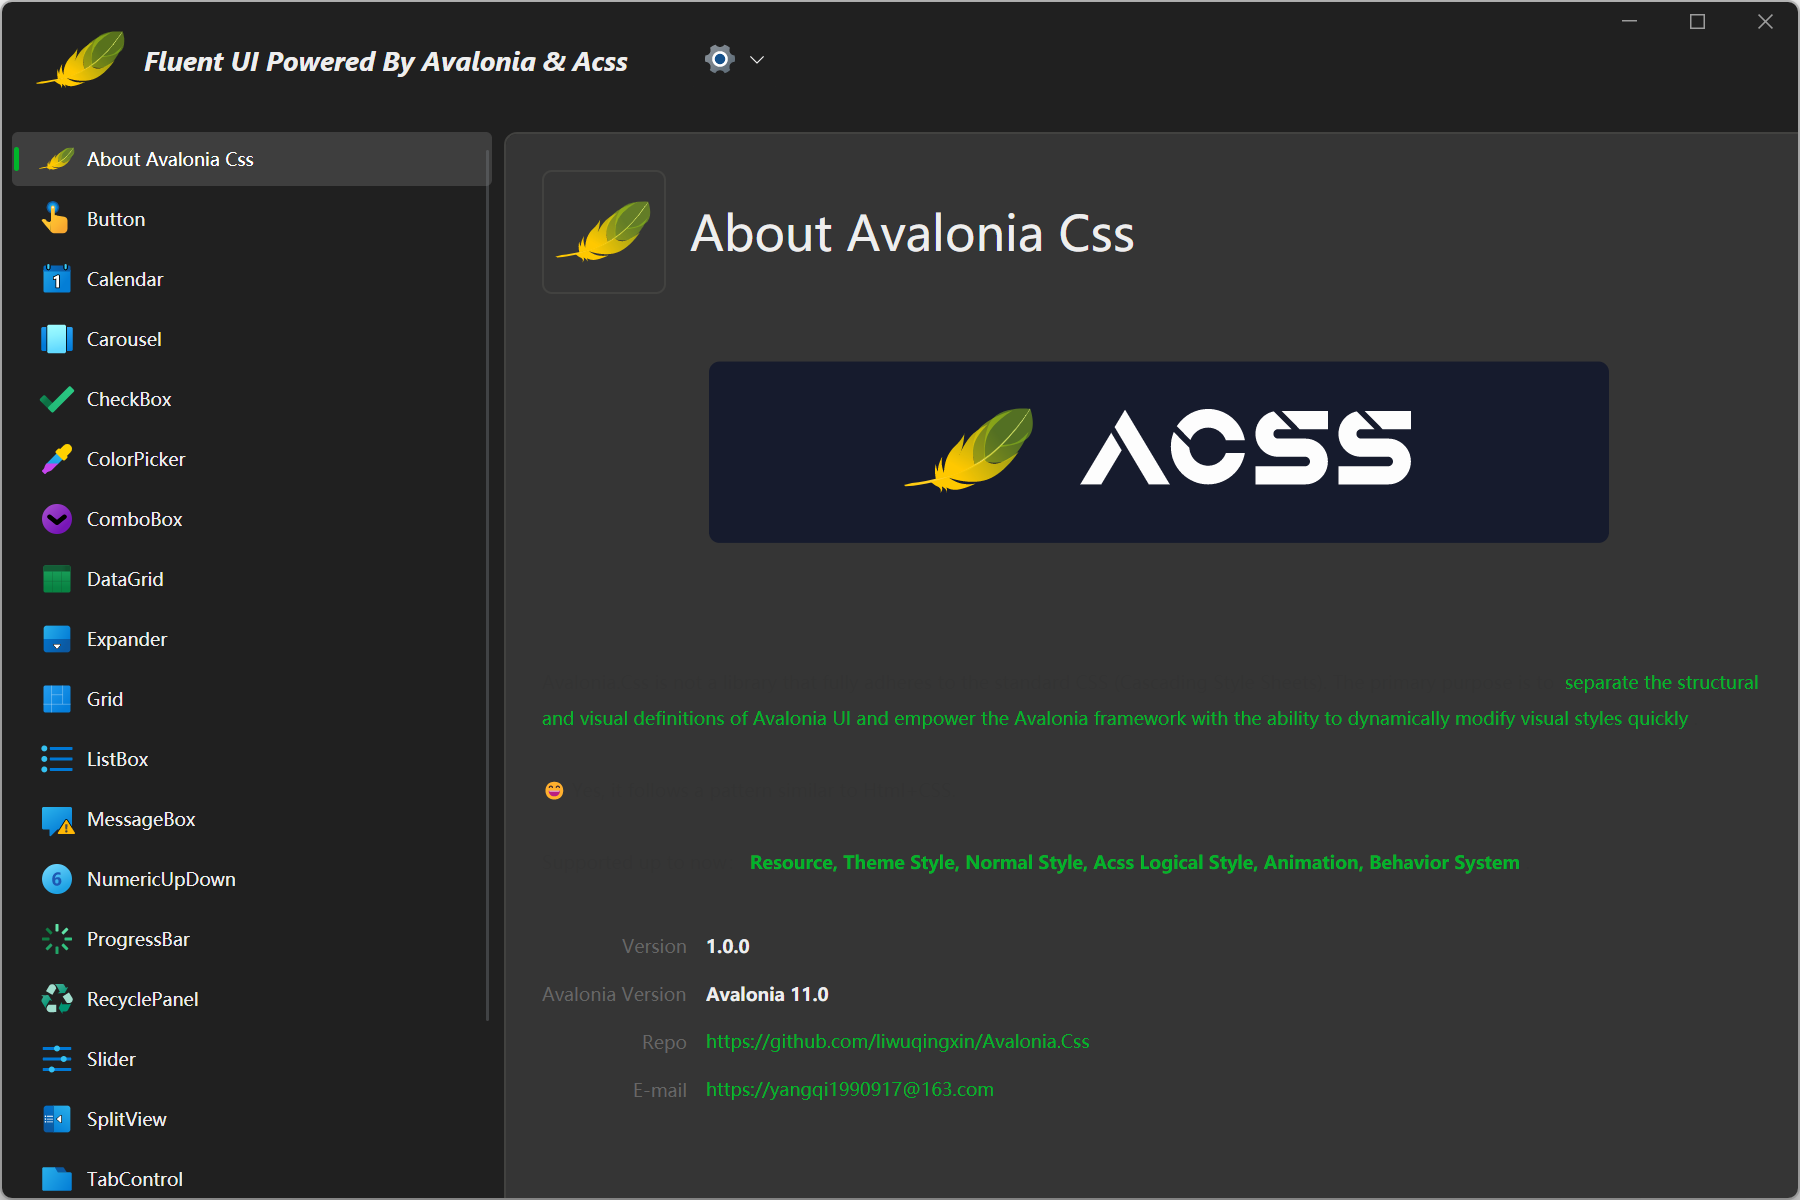 Fluent UI Powered By Avalonia & Acss
About Avalonia Css
Button
1
Calendar
Carousel
CheckBox
ColorPicker
ComboBox
DataGrid
Expander
Grid
ListBox
MessageBox
6
NumericUpDown
ProgressBar
RecyclePanel
Slider
SplitView
TabControl
About Avalonia Css
ACSS
separate the structural
and visual definitions of Avalonia UI and empower the Avalonia framework with the ability to dynamically modify visual styles quickly
Resource, Theme Style, Normal Style, Acss Logical Style, Animation, Behavior System
Version 1.0.0
Avalonia Version Avalonia 11.0
Repo https://github.com/liwuqingxin/Avalonia.Css
E-mail https://yangqi1990917@163.com